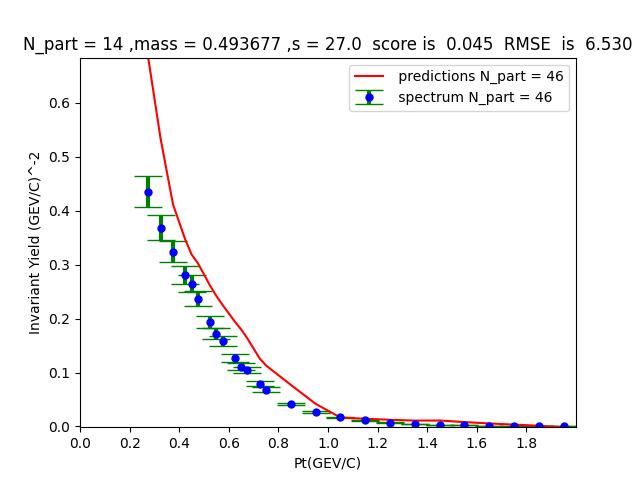 N_part = 14 ,mass = 0.493677 ,s = 27.0  score is  0.045  RMSE  is  6.530
predictions N_part = 46
spectrum N_part = 46
Invariant Yield (GEV/C)^-2
0.6
0.5
0.4
0.3
0.2
0.1
0.0
0.0 0.2 0.4 0.6 0.8 1.0 1.2 1.4 1.6 1.8
Pt(GEV/C)